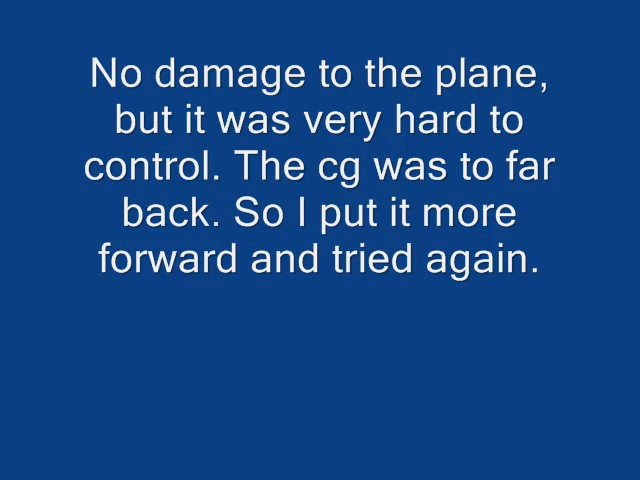 No damage to the plane,
but it was very hard to
control. The cg was to far
back. So I put it more
forward and tried again.